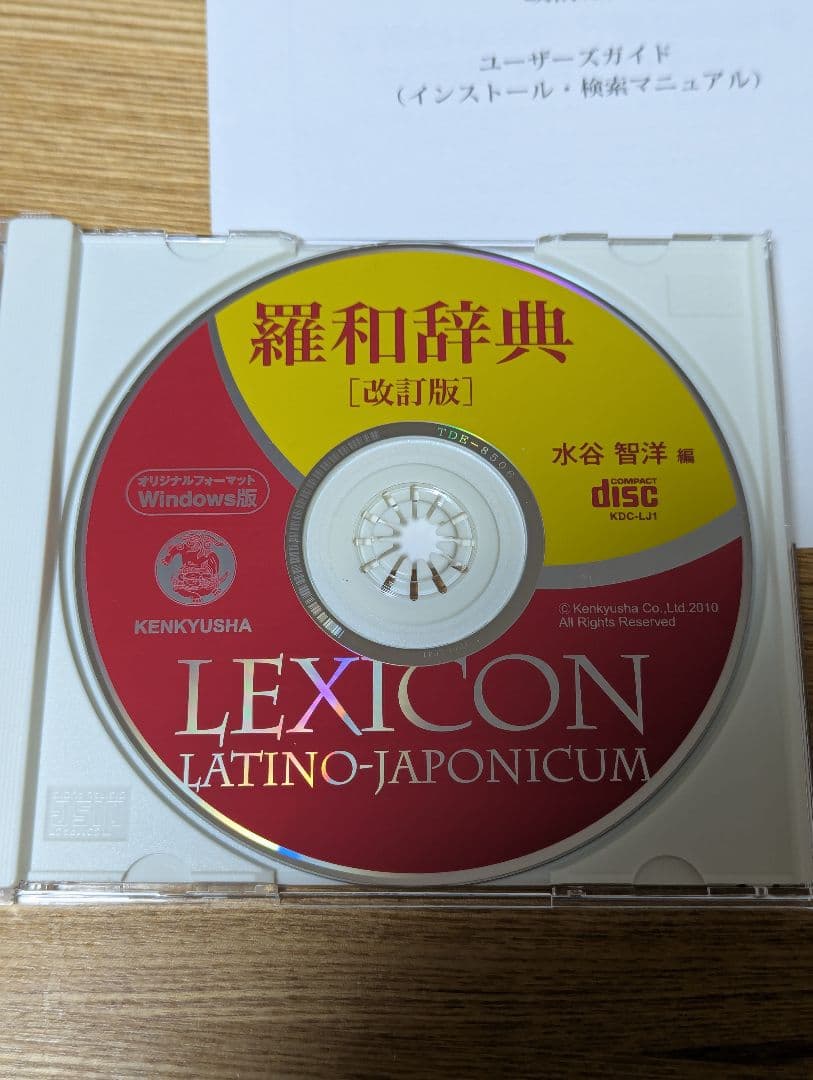 ユーザーズガイド
（インストール・検索マニュアル）
羅和辞典
［改訂版］
水谷 智洋 編
COMPACT
disc
KDC-LJ1
オリジナルフォーマット
Windows版
TDE-8506
KENKYUSHA
© Kenkyusha Co.,Ltd.2010
All Rights Reserved
LEXICON
LATINO-JAPONICUM